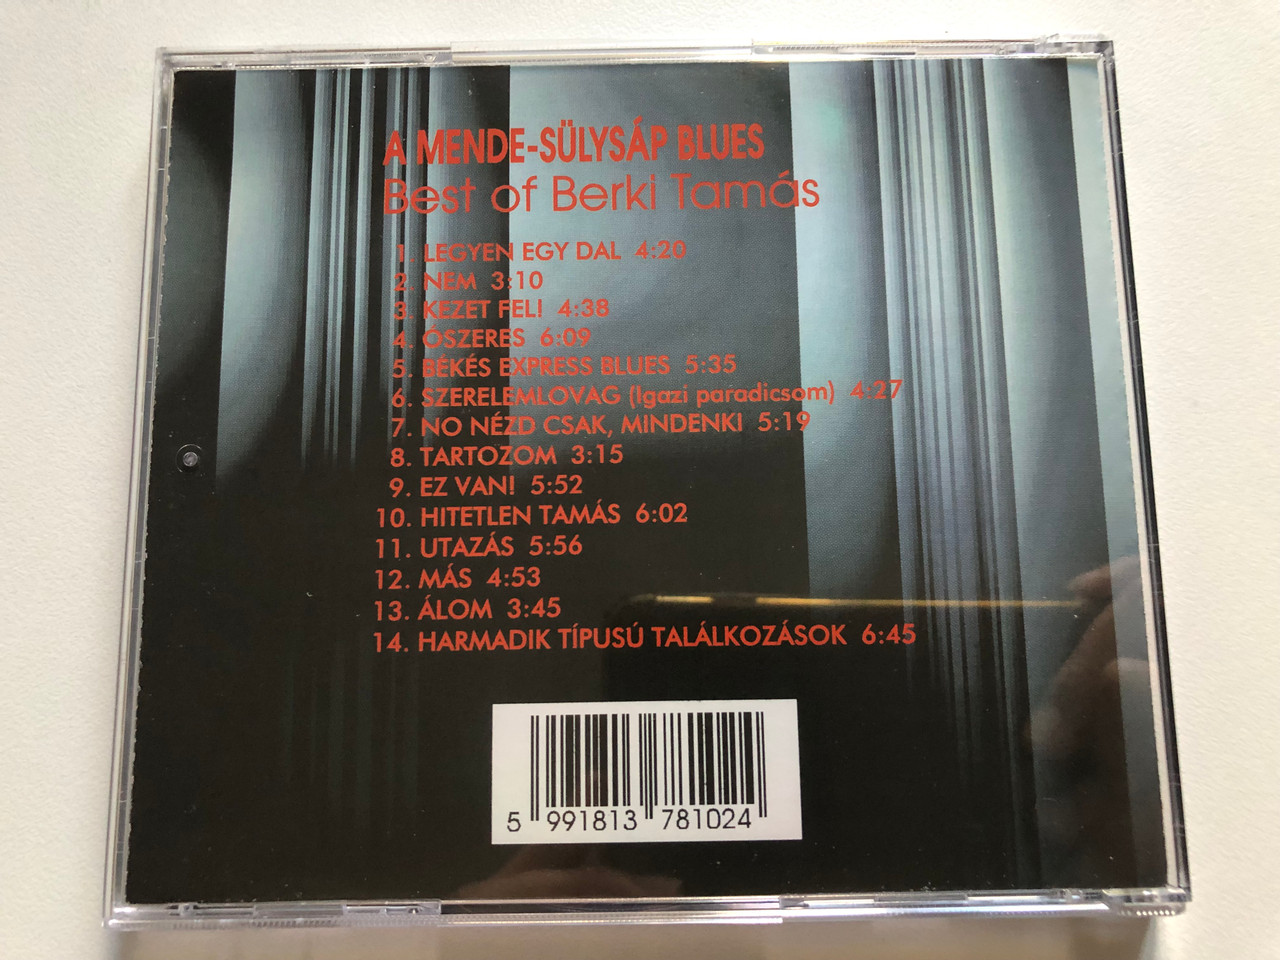 A MENDE-SÜLYSÁP BLUES
Best of Berki Tamás
1. LEGYEN EGY DAL 4:20
2. NEM 3:10
3. KEZET FEL! 4:38
4. ÓSZERES 6:09
5. BÉKÉS EXPRESS BLUES 5:35
6. SZERELEMLOVAG (Igazi paradicsom) 4:27
7. NO NÉZD CSAK, MINDENKI 5:19
8. TARTOZOM 3:15
9. EZ VAN! 5:52
10. HITETLEN TAMÁS 6:02
11. UTAZÁS 5:56
12. MÁS 4:53
13. ÁLOM 3:45
14. HARMADIK TÍPUSÚ TALÁLKOZÁSOK 6:45
5 991813 781024